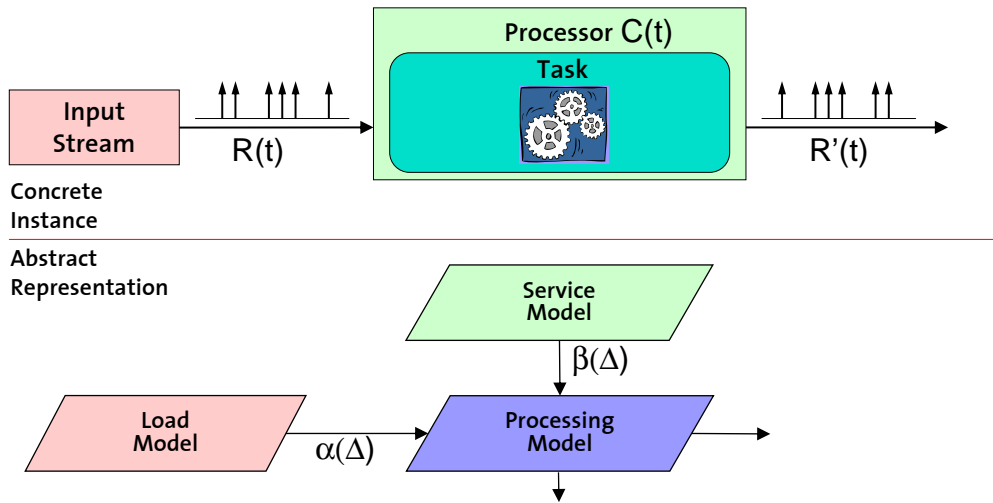 Processor C(t)
Task
Input
Stream
R(t)
R’(t)
Concrete
Instance
Abstract
Representation
Service
Model
β(Δ)
Load
Model
α(Δ)
Processing
Model